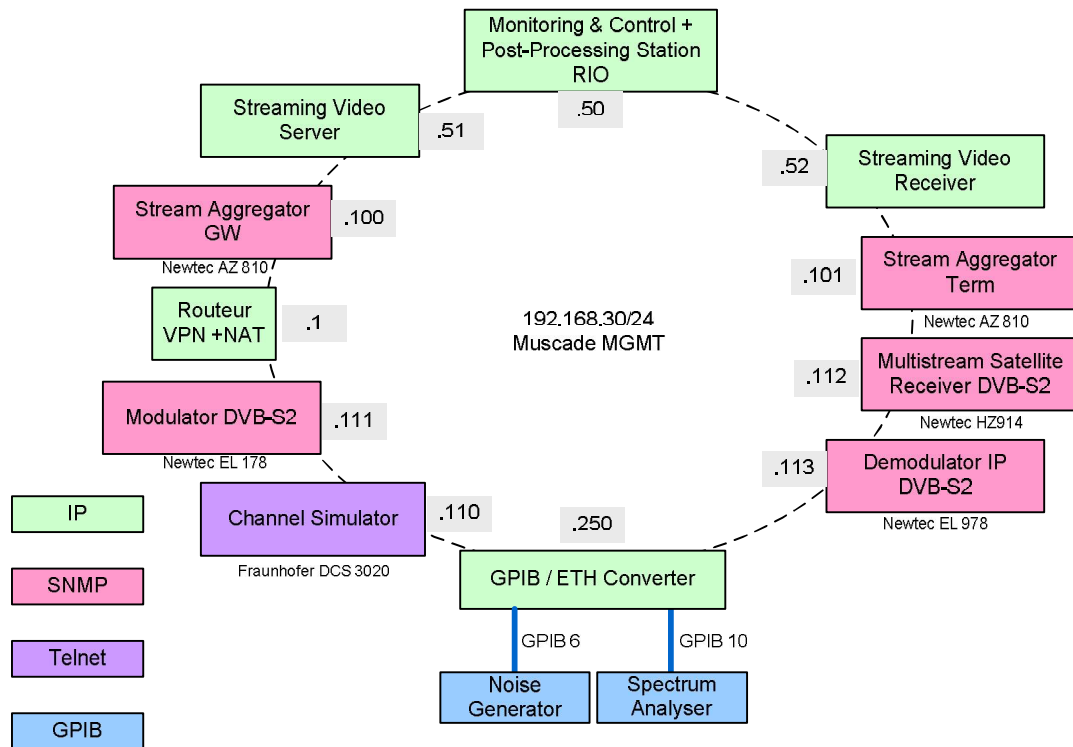 Monitoring & Control +
Post-Processing Station
RIO
.50
Streaming Video
Server
.51
.52
Streaming Video
Receiver
Stream Aggregator
GW
.100
Newtec AZ 810
.101
Stream Aggregator
Term
Newtec AZ 810
Routeur
VPN +NAT
.1
192.168.30/24
Muscade MGMT
.112
Multistream Satellite
Receiver DVB-S2
Newtec HZ914
Modulator DVB-S2
.111
Newtec EL 178
.113
Demodulator IP
DVB-S2
Newtec EL 978
Channel Simulator
.110
Fraunhofer DCS 3020
.250
GPIB / ETH Converter
GPIB 6
GPIB 10
Noise
Generator
Spectrum
Analyser
IP
SNMP
Telnet
GPIB